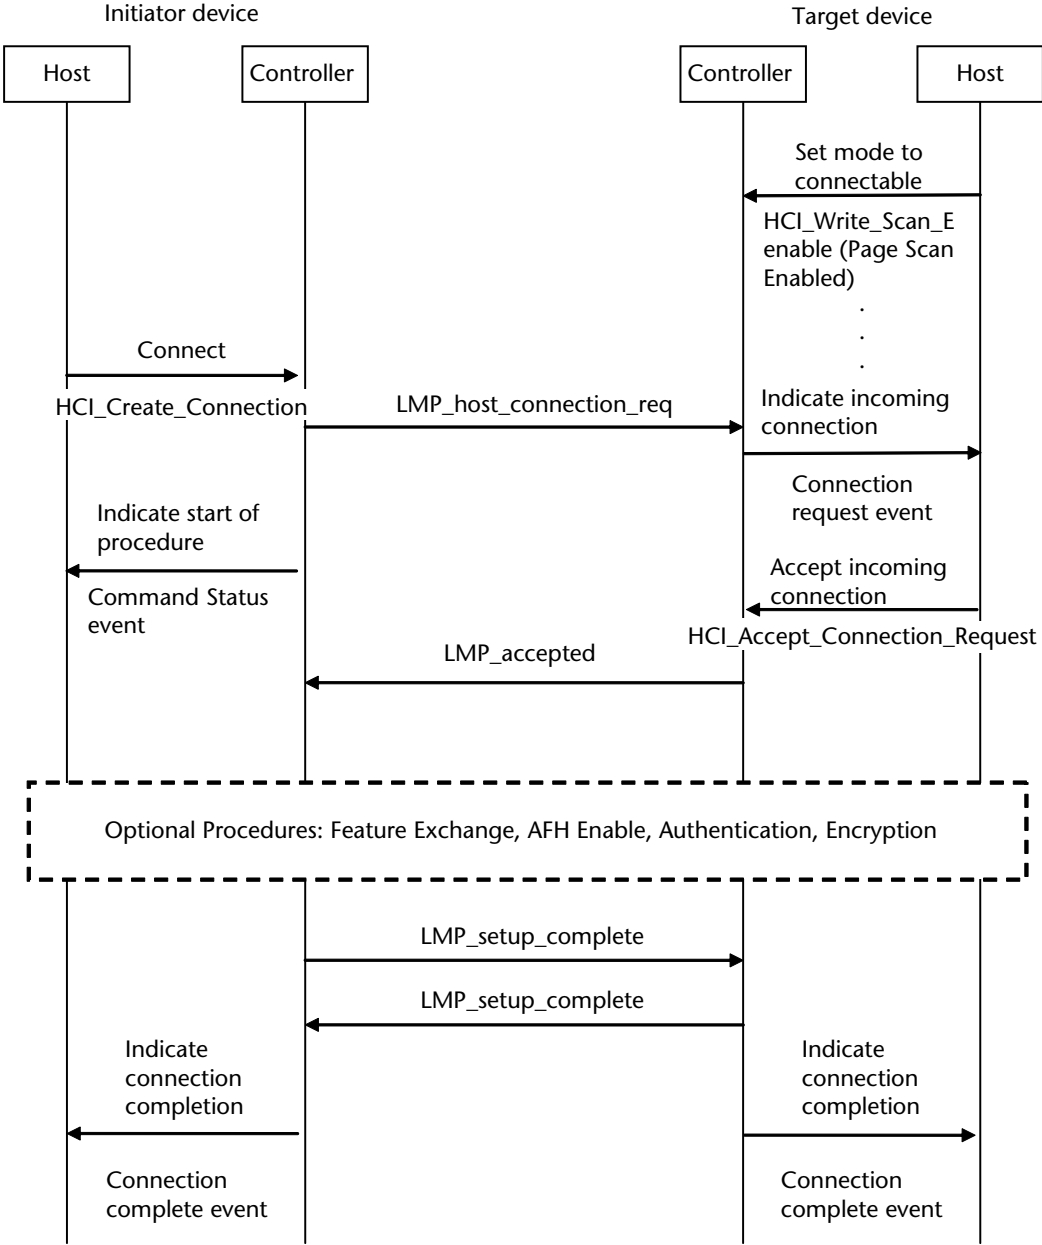 Initiator device
Target device
Host
Controller
Controller
Host
Set mode to
connectable
HCI_Write_Scan_E
enable (Page Scan
Enabled)
.
.
.
Connect
HCI_Create_Connection
LMP_host_connection_req
Indicate incoming
connection
Connection
request event
Indicate start of
procedure
Command Status
event
Accept incoming
connection
HCI_Accept_Connection_Request
LMP_accepted
Optional Procedures: Feature Exchange, AFH Enable, Authentication, Encryption
LMP_setup_complete
LMP_setup_complete
Indicate
connection
completion
Connection
complete event
Indicate
connection
completion
Connection
complete event